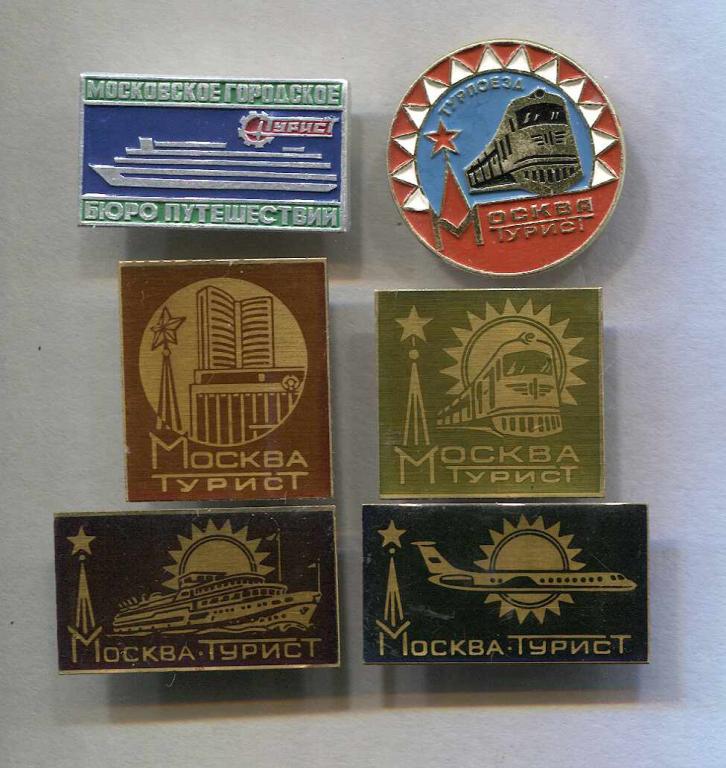 МОСКОВСКОЕ ГОРОДСКОЕ
ТУРИСТ
БЮРО ПУТЕШЕСТВИЙ
ТУРПОЕЗД
МОСКВА
ТУРИСТ
МОСКВА
ТУРИСТ
МОСКВА
ТУРИСТ
МОСКВА·ТУРИСТ
МОСКВА·ТУРИСТ